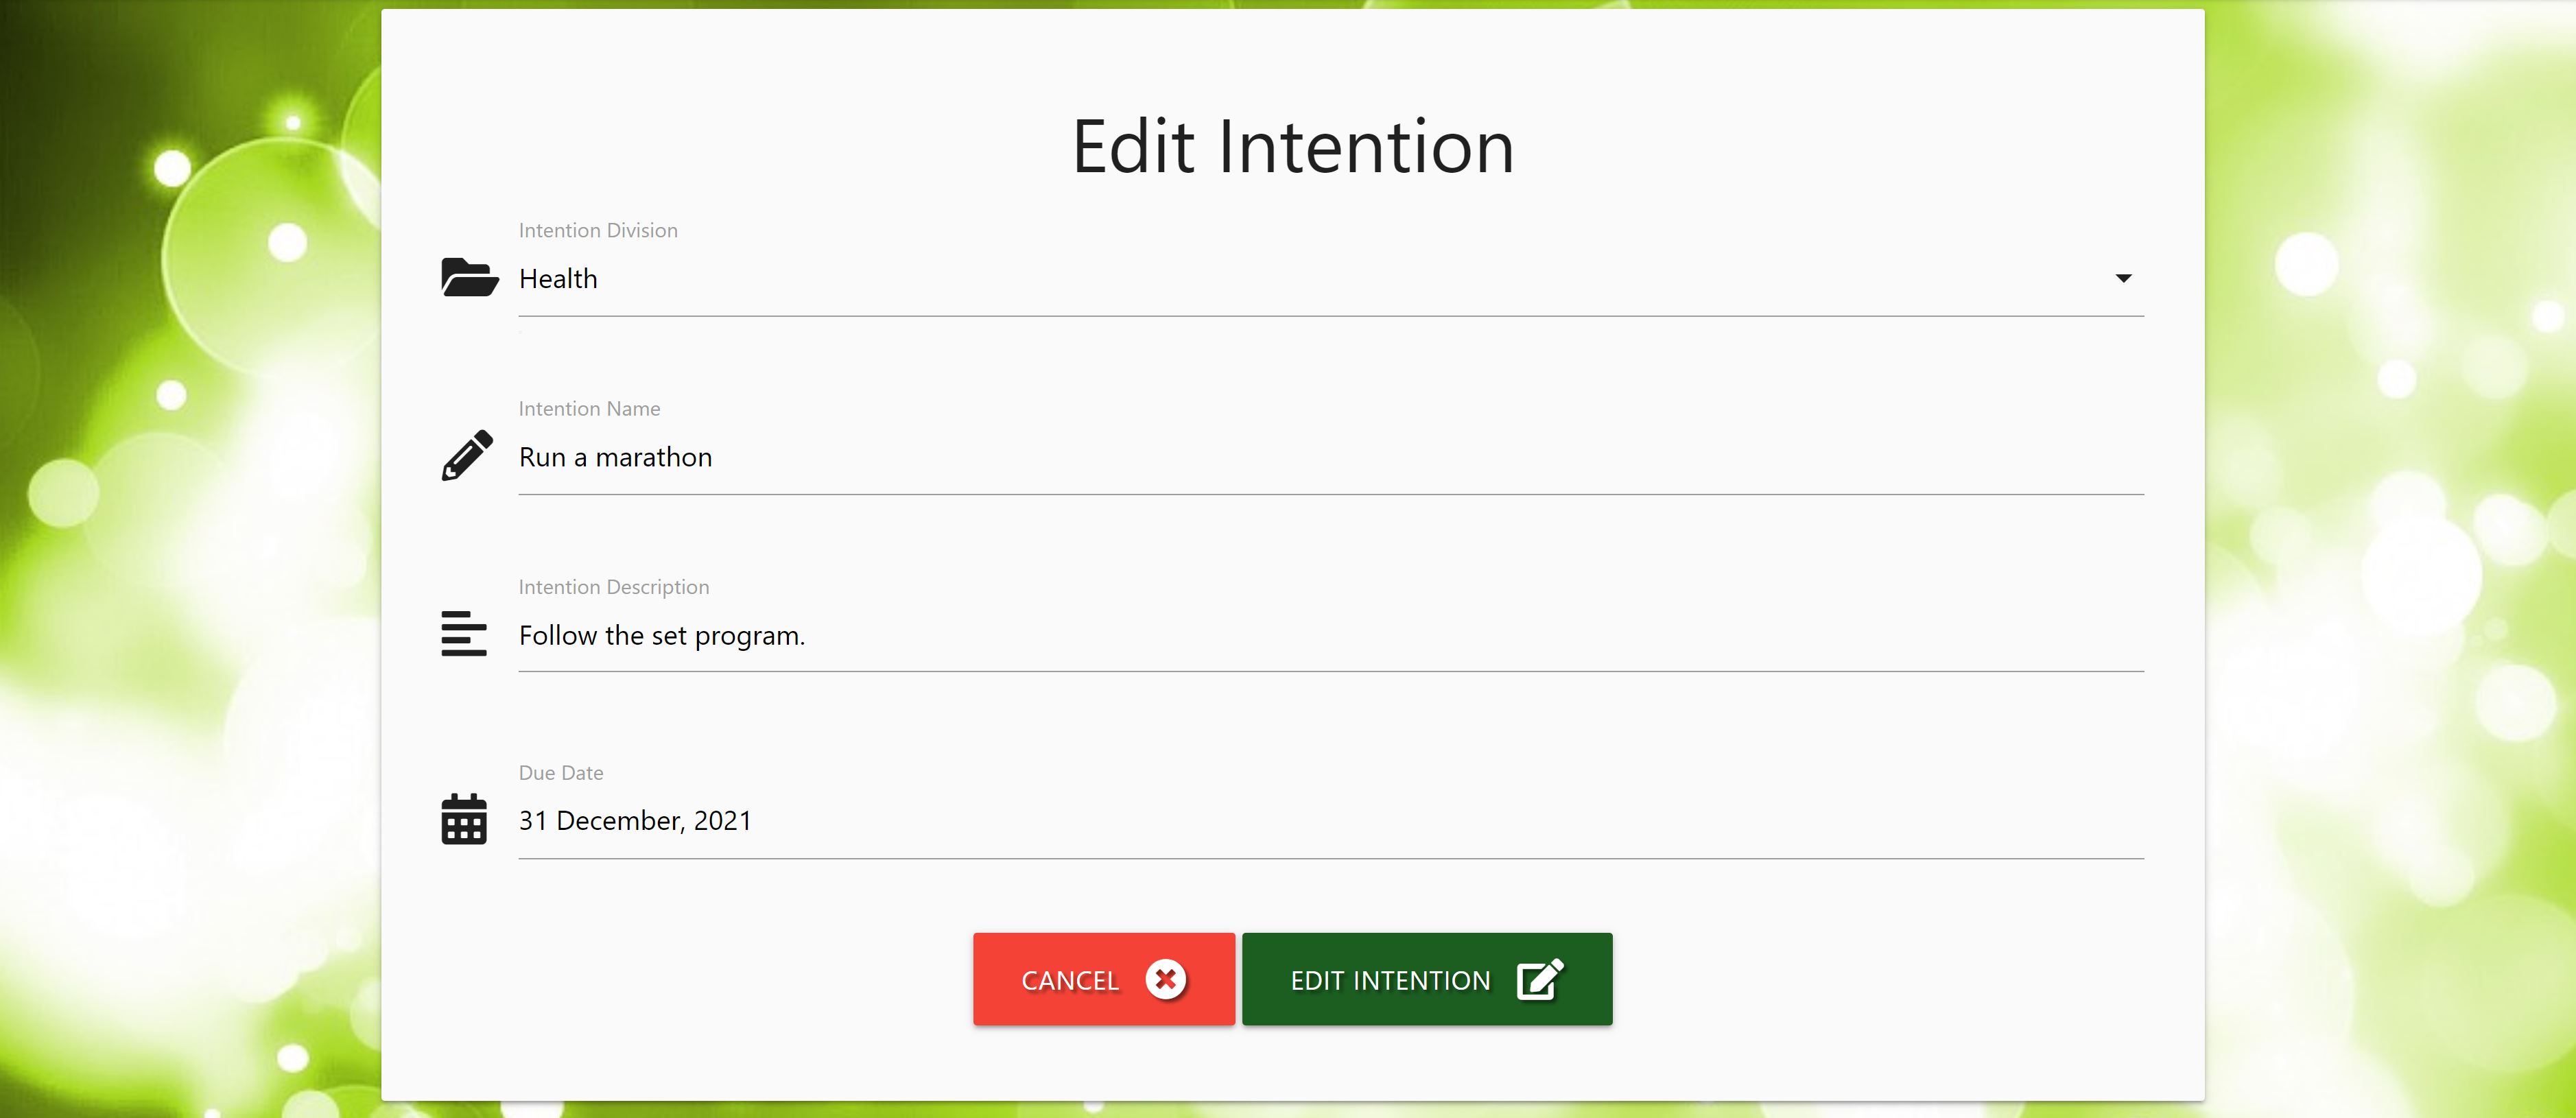 Edit Intention
Intention Division
Health
Intention Name
Run a marathon
Intention Description
Follow the set program.
Due Date
31 December, 2021
CANCEL
EDIT INTENTION